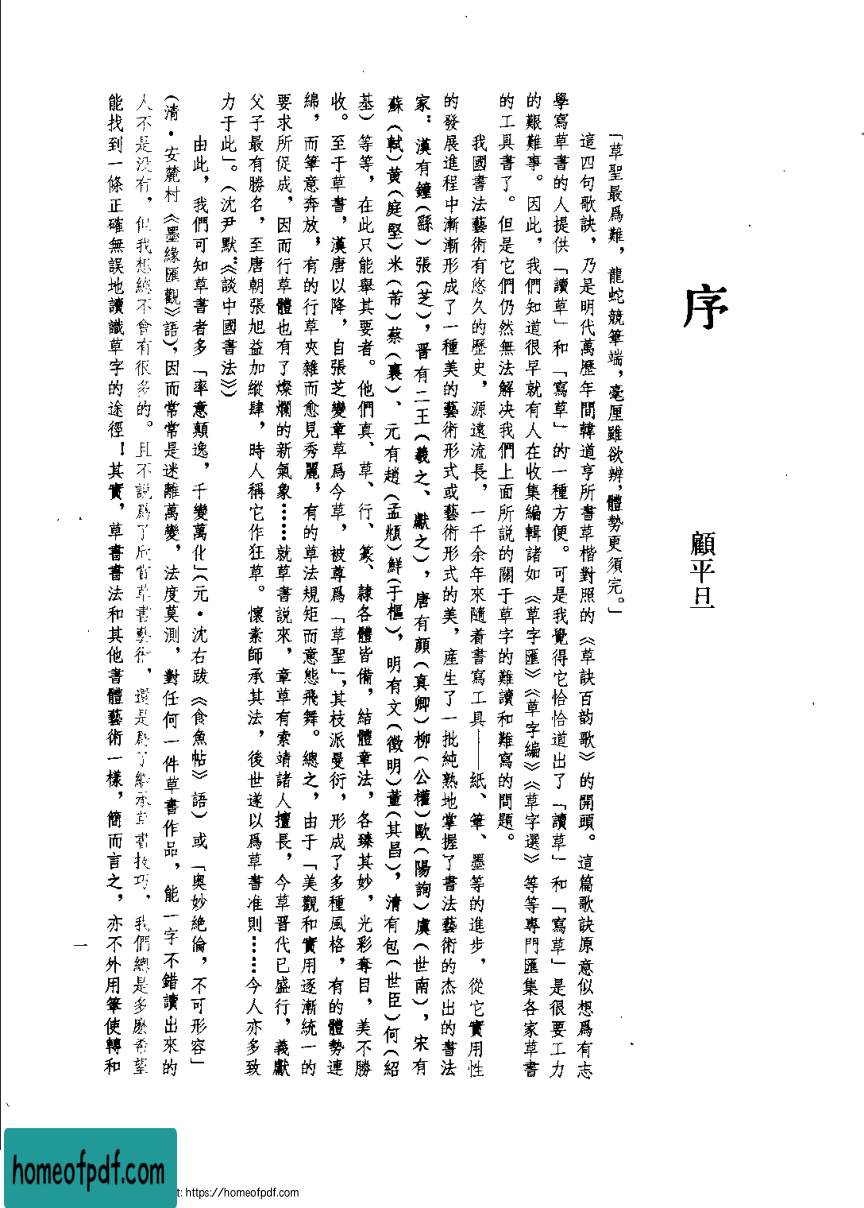 序
顧平旦
「草聖最爲難，龍蛇競筆端，毫厘雖欲辨，體勢更須完。」
這四句歌訣，乃是明代萬歷年間韓道亨所書草楷對照的《草訣百韵歌》的開頭。這篇歌訣原意似想爲有志
學寫草書的人提供「讀草」和「寫草」的一種方便。可是我覺得它恰恰道出了「讀草」和「寫草」是很要工力
的艱難事。因此，我們知道很早就有人在收集編輯諸如《草字匯》《草字編》《草字選》等等專門匯集各家草書
的工具書了。但是它們仍然無法解决我們上面所說的關于草字的難讀和難寫的問題。
我國書法藝術有悠久的歷史，源遠流長，一千余年來隨着書寫工具——紙、筆、墨等的進步，從它實用性
的發展進程中漸漸形成了一種美的藝術形式或藝術形式的美，産生了一批純熟地掌握了書法藝術的杰出的書法
家：漢有鍾（繇）張（芝），晋有二王（羲之、獻之），唐有顔（真卿）柳（公權）歐（陽詢）虞（世南），宋有
蘇（軾）黄（庭堅）米（芾）蔡（襄）、元有趙（孟頫）鮮（于樞），明有文（徵明）董（其昌），清有包（世臣）何（紹
基）等等，在此只能舉其要者。他們真、草、行、篆、隸各體皆備，結體章法，各臻其妙，光彩奪目，美不勝
收。至于草書，漢唐以降，自張芝變章草爲今草，被尊爲「草聖」，其枝派曼衍，形成了多種風格，有的體勢連
綿，而筆意奔放，有的行草夾雜而愈見秀麗，有的草法規矩而意態飛舞。總之，由于「美觀和實用逐漸統一的
要求所促成，因而行草體也有了燦爛的新氣象……就草書説來，章草有索靖諸人擅長，今草晋代已盛行，羲獻
父子最有勝名，至唐朝張旭益加縱肆，時人稱它作狂草。懷素師承其法，後世遂以爲草書准則……今人亦多致
力于此」。（沈尹默：《談中國書法》）
由此，我們可知草書者多「率意顛逸，千變萬化」（元·沈右跋《食魚帖》語）或「奥妙絶倫，不可形容」
（清·安麓村《墨緣匯觀》語），因而常常是迷離萬變，法度莫測，對任何一件草書作品，能一字不錯讀出來的
人不是没有，但我想總不會有很多的。且不説爲了欣賞草書藝術，還是爲了繼承草書技巧，我們總是多麽希望
能找到一條正確無誤地讀識草字的途徑！其實，草書書法和其他書體藝術一樣，簡而言之，亦不外用筆使轉和
一
homeofpdf.com
t: https://homeofpdf.com